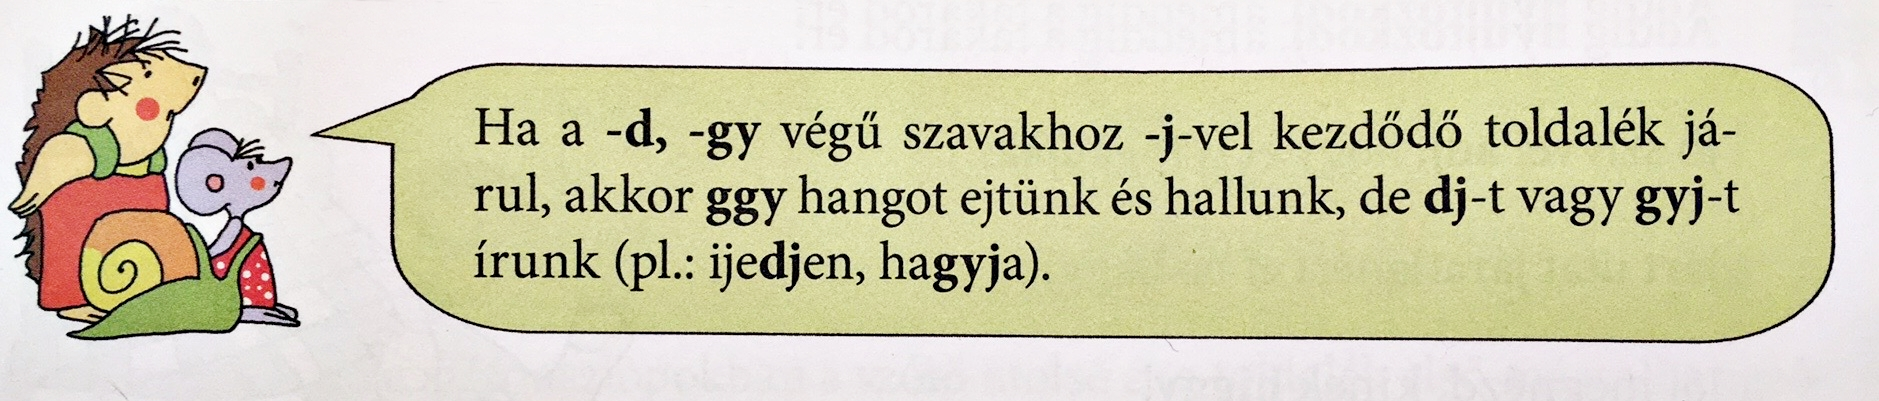 Ha a -d, -gy végű szavakhoz -j-vel kezdődő toldalék já-
rul, akkor ggy hangot ejtünk és hallunk, de dj-t vagy gyj-t
írunk (pl.: ijedjen, hagyja).